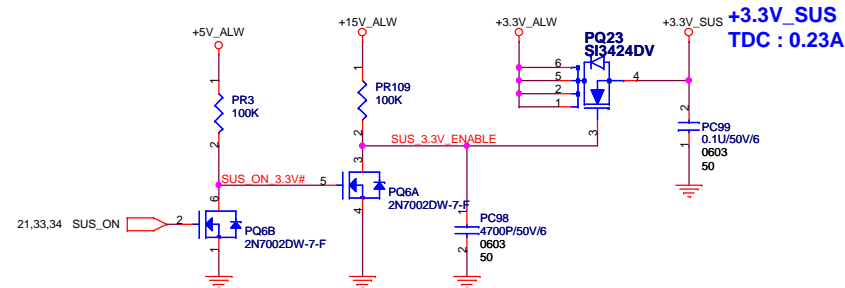 +5V_ALW
+15V_ALW
+3.3V_ALW
+3.3V_SUS
+3.3V_SUS
TDC : 0.23A
PQ23
SI3424DV
6
5
2
1
4
3
1
PR3
100K
2
1
PR109
100K
2
SUS_3.3V_ENABLE
2
PC99
0.1U/50V/6
0603
50
1
SUS_ON_3.3V#
5
3
PQ6A
2N7002DW-7-F
4
21,33,34
SUS_ON
2
6
PQ6B
2N7002DW-7-F
1
1
PC98
4700P/50V/6
0603
50
2